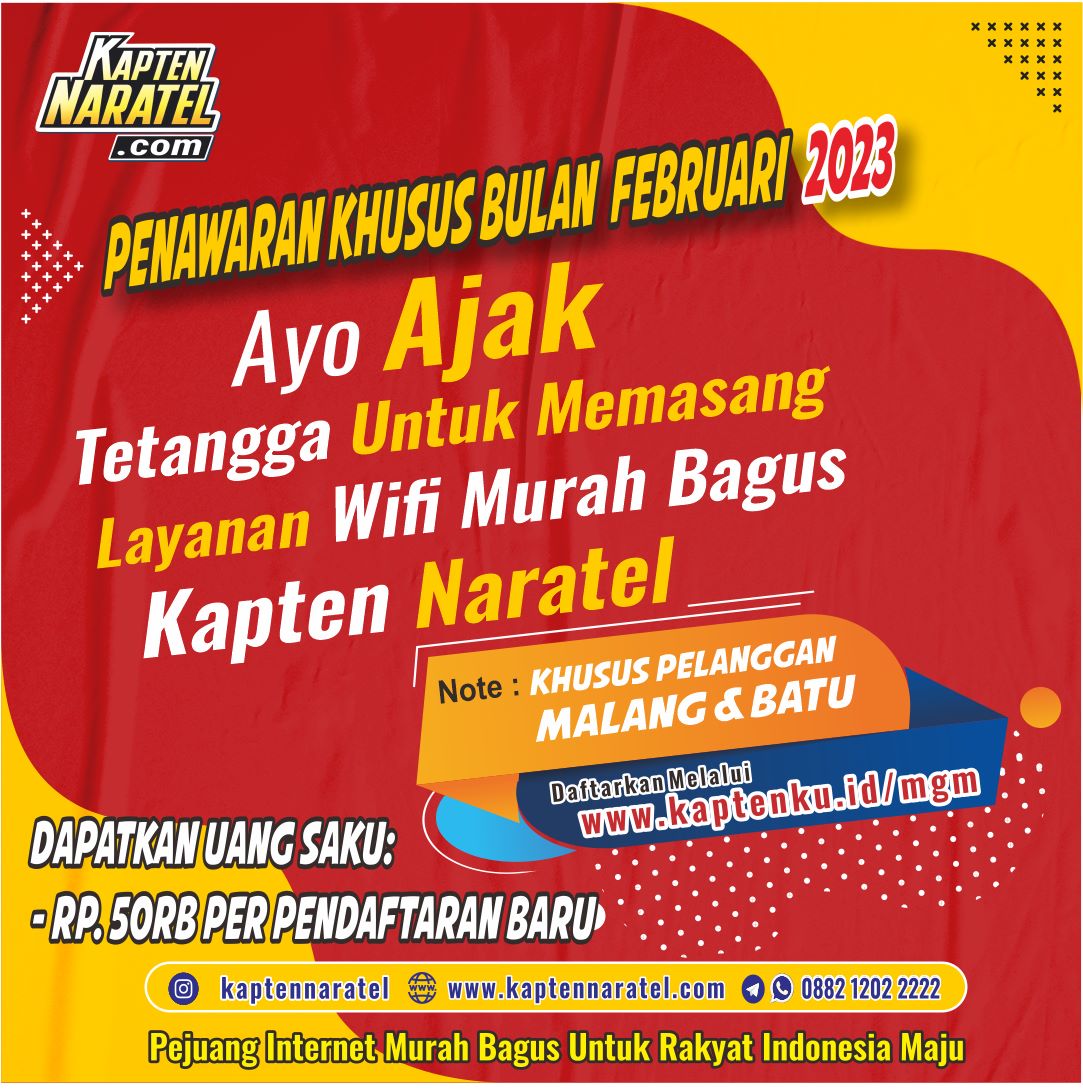 KAPTEN
NARATEL
.com
PENAWARAN KHUSUS BULAN FEBRUARI 2023
Ayo Ajak
Tetangga Untuk Memasang
Layanan Wifi Murah Bagus
Kapten Naratel
Note : KHUSUS PELANGGAN
MALANG & BATU
Daftarkan Melalui
www.kaptenku.id/mgm
DAPATKAN UANG SAKU:
- RP. 50RB PER PENDAFTARAN BARU
kaptennaratel www.kaptennaratel.com 0882 1202 2222
Pejuang Internet Murah Bagus Untuk Rakyat Indonesia Maju